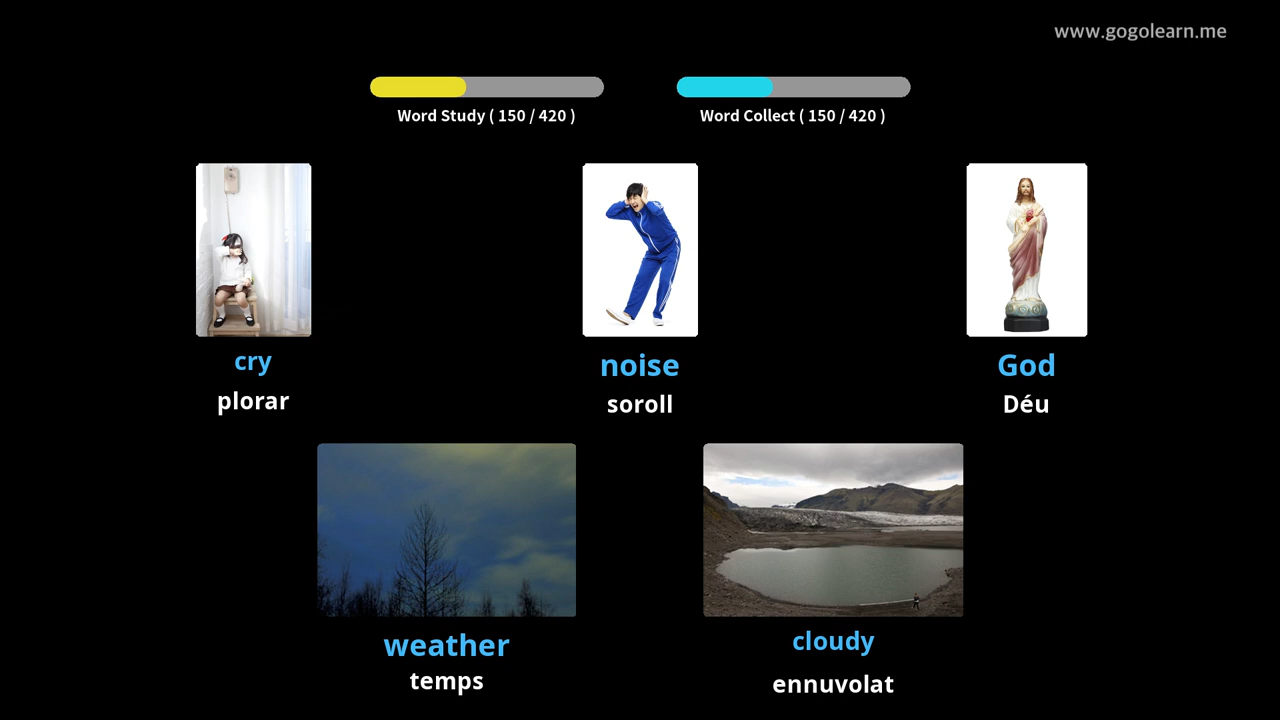 www.gogolearn.me
Word Study ( 150 / 420 )
Word Collect ( 150 / 420 )
cry
plorar
noise
soroll
God
Déu
weather
temps
cloudy
ennuvolat